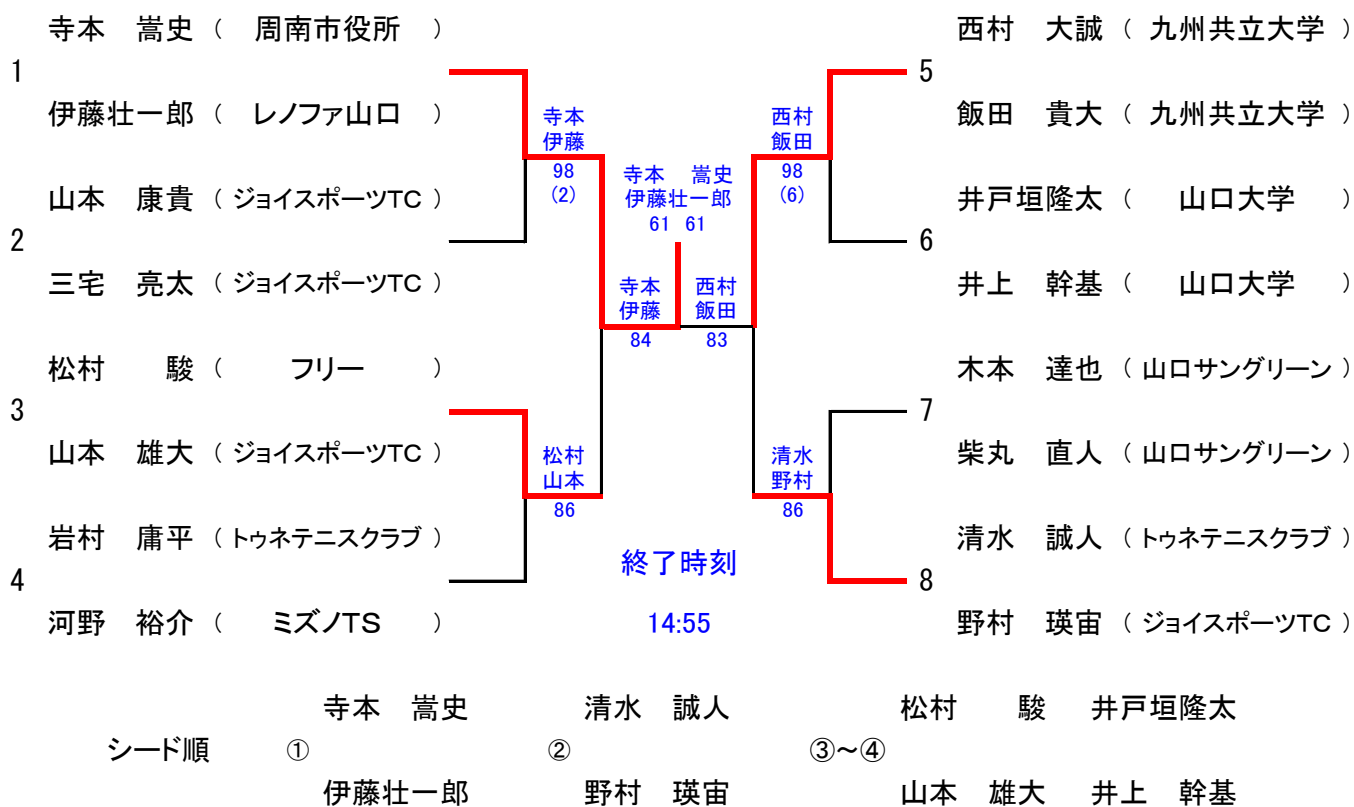 寺本　嵩史（　周南市役所　）
1
伊藤壮一郎（　レノファ山口　）
山本　康貴（ ジョイスポーツTC ）
2
三宅　亮太（ ジョイスポーツTC ）
松村　　駿（　フリー　）
3
山本　雄大（ ジョイスポーツTC ）
岩村　庸平（ トゥネテニスクラブ ）
4
河野　裕介（　ミズノTS　）
寺本
伊藤
98
(2)
松村
山本
86
寺本　嵩史
伊藤壮一郎
61 61
寺本
伊藤
84
西村
飯田
83
終了時刻
14:55
西村
飯田
98
(6)
清水
野村
86
西村　大誠（ 九州共立大学 ）
5
飯田　貴大（ 九州共立大学 ）
井戸垣隆太（　山口大学　）
6
井上　幹基（　山口大学　）
木本　達也（ 山口サングリーン ）
7
柴丸　直人（ 山口サングリーン ）
清水　誠人（ トゥネテニスクラブ ）
8
野村　瑛宙（ ジョイスポーツTC ）
寺本　嵩史　清水　誠人　松村　　駿　井戸垣隆太
シード順　①　②　③～④
伊藤壮一郎　野村　瑛宙　山本　雄大　井上　幹基